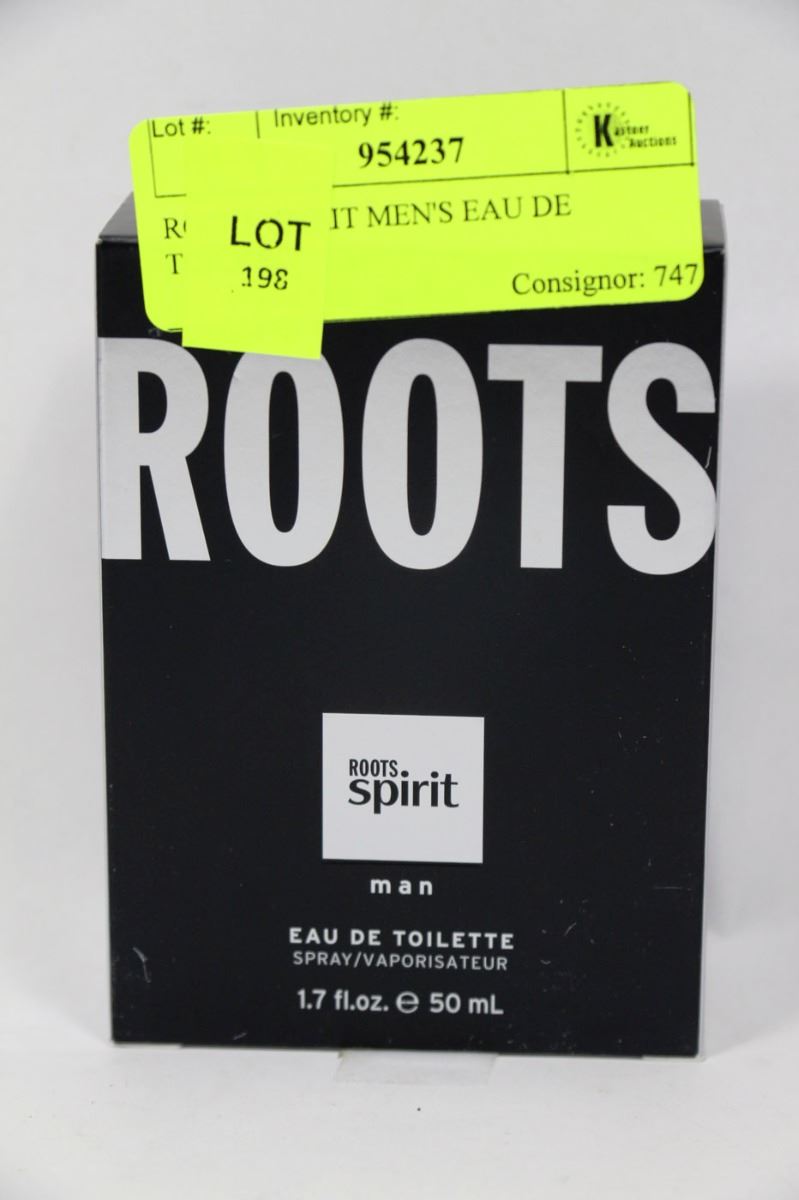 Lot #:
Inventory #:
954237
Kastner
Auctions
IT MEN'S EAU DE
LOT
198
Consignor: 747
ROOTS
ROOTS
spirit
man
EAU DE TOILETTE
SPRAY/VAPORISATEUR
1.7 fl.oz. ℮ 50 mL